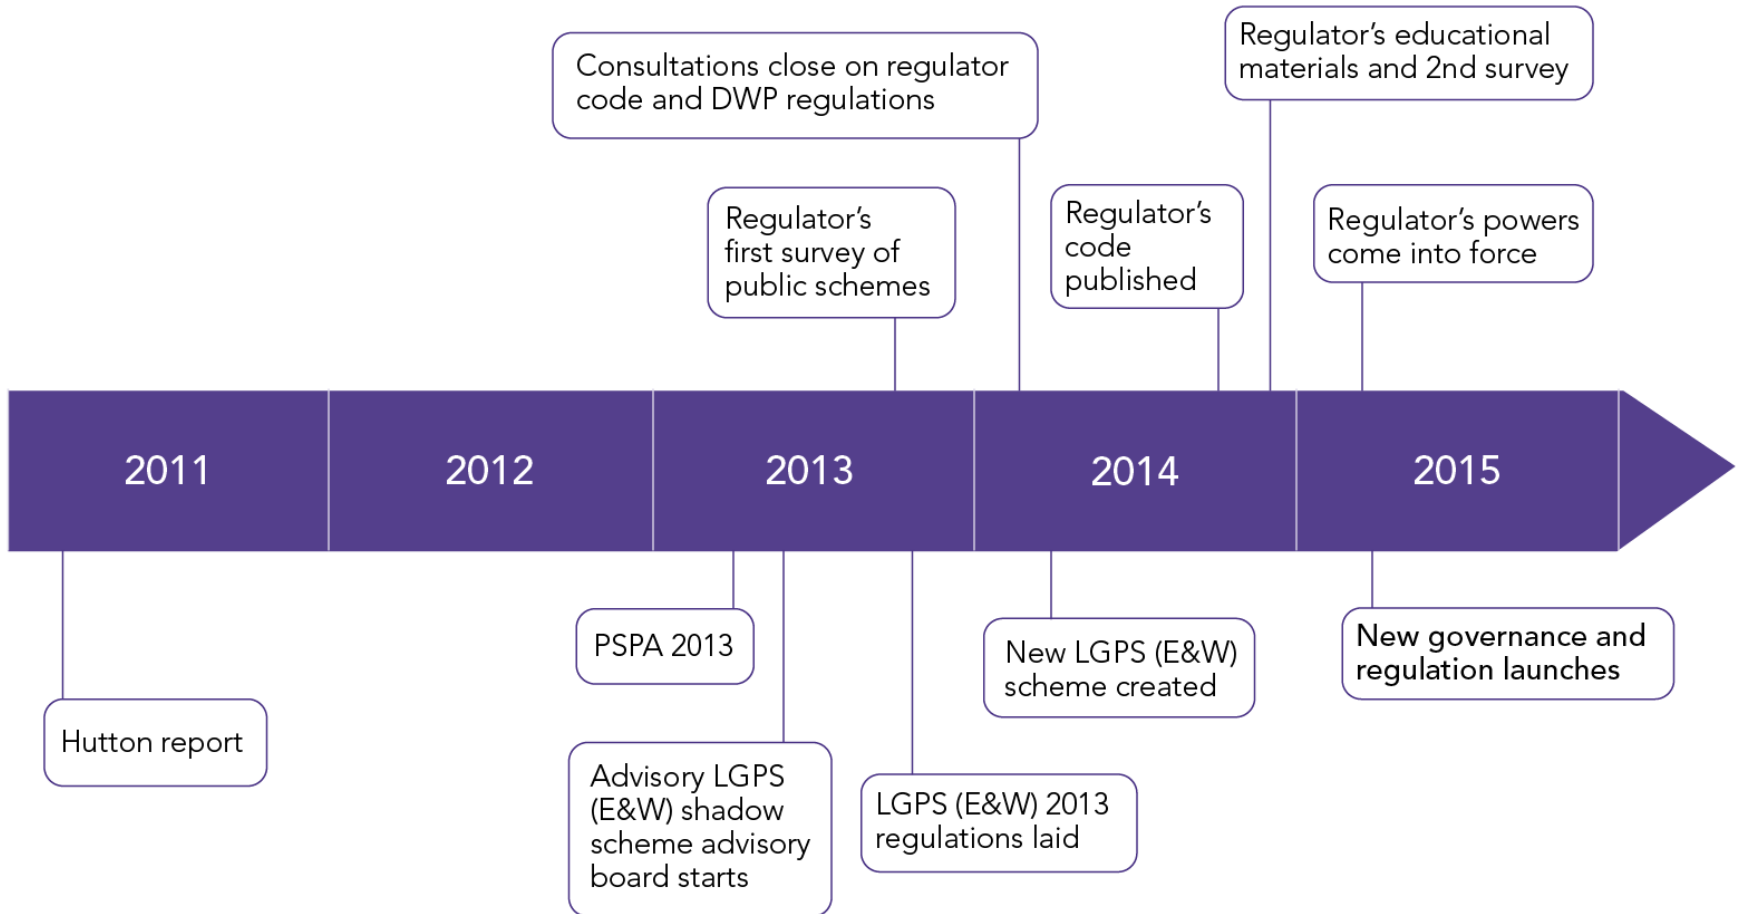 Regulator’s educational
materials and 2nd survey
Consultations close on regulator
code and DWP regulations
Regulator’s
first survey of
public schemes
Regulator’s
code
published
Regulator’s powers
come into force
2011
2012
2013
2014
2015
PSPA 2013
New LGPS (E&W)
scheme created
New governance and
regulation launches
Hutton report
Advisory LGPS
(E&W) shadow
scheme advisory
board starts
LGPS (E&W) 2013
regulations laid